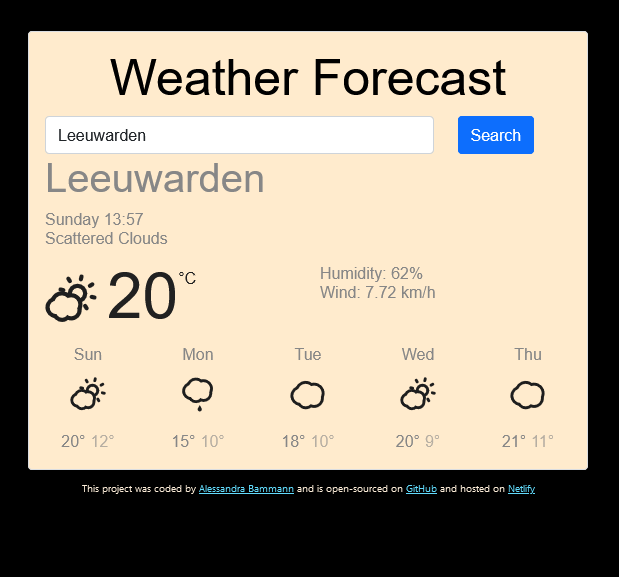 Weather Forecast
Leeuwarden
Search
Leeuwarden
Sunday 13:57
Scattered Clouds
20 °C
Humidity: 62%
Wind: 7.72 km/h
Sun Mon Tue Wed Thu
20° 12° 15° 10° 18° 10° 20° 9° 21° 11°
This project was coded by Alessandra Bammann and is open-sourced on GitHub and hosted on Netlify